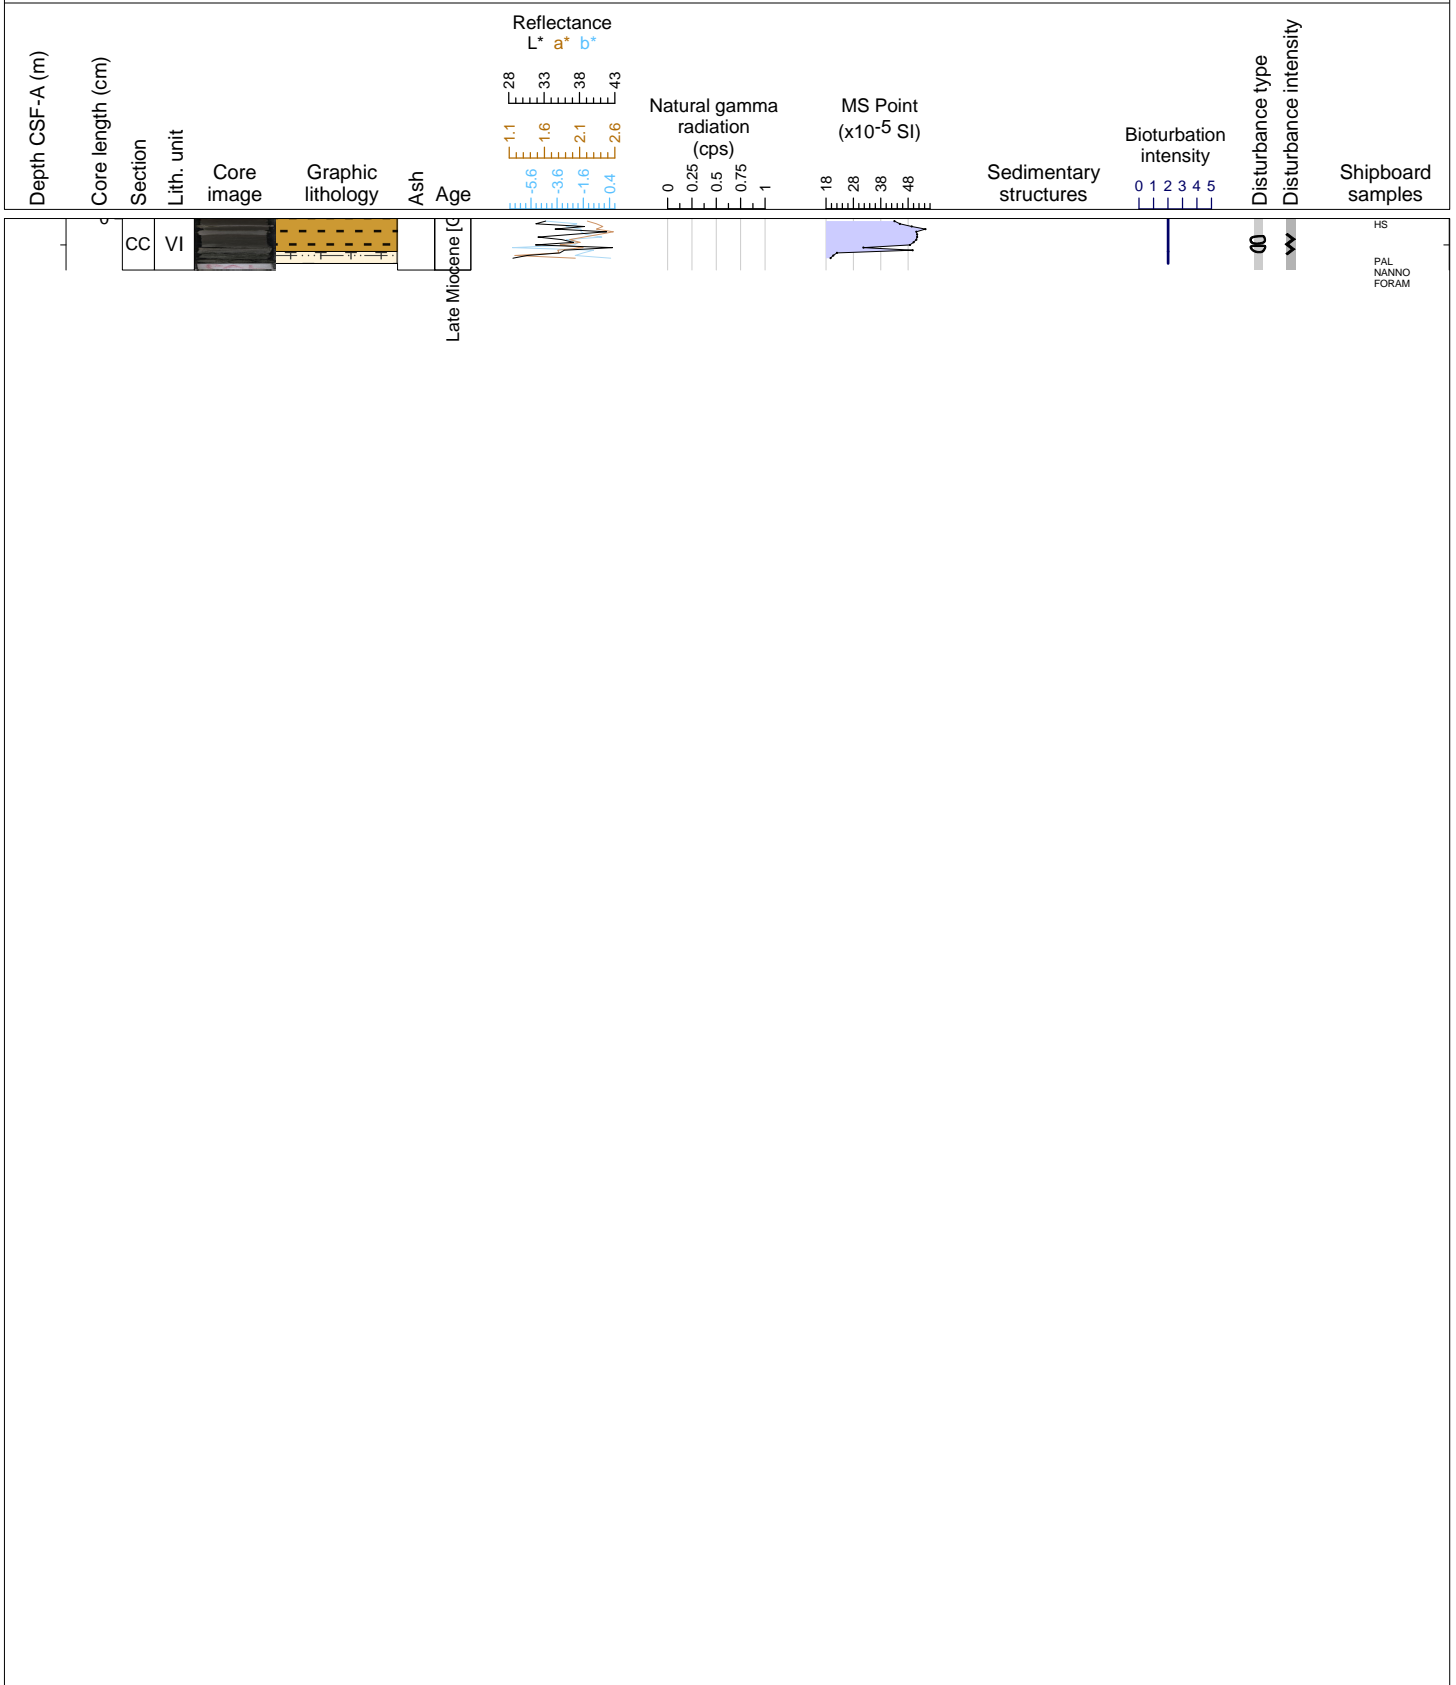 Depth CSF-A (m)
Core length (cm)
Section
Lith. unit
Core
image
Graphic
lithology
Ash
Age
Reflectance
L* a* b*
28 33 38 43
1.1 1.6 2.1 2.6
-5.6 -3.6 -1.6 0.4
Natural gamma
radiation
(cps)
0 0.25 0.5 0.75 1
MS Point
(x10-5 SI)
18 28 38 48
Sedimentary
structures
Bioturbation
intensity
0 1 2 3 4 5
Disturbance type
Disturbance intensity
Shipboard
samples
CC
VI
Late Miocene [
HS
PAL
NANNO
FORAM